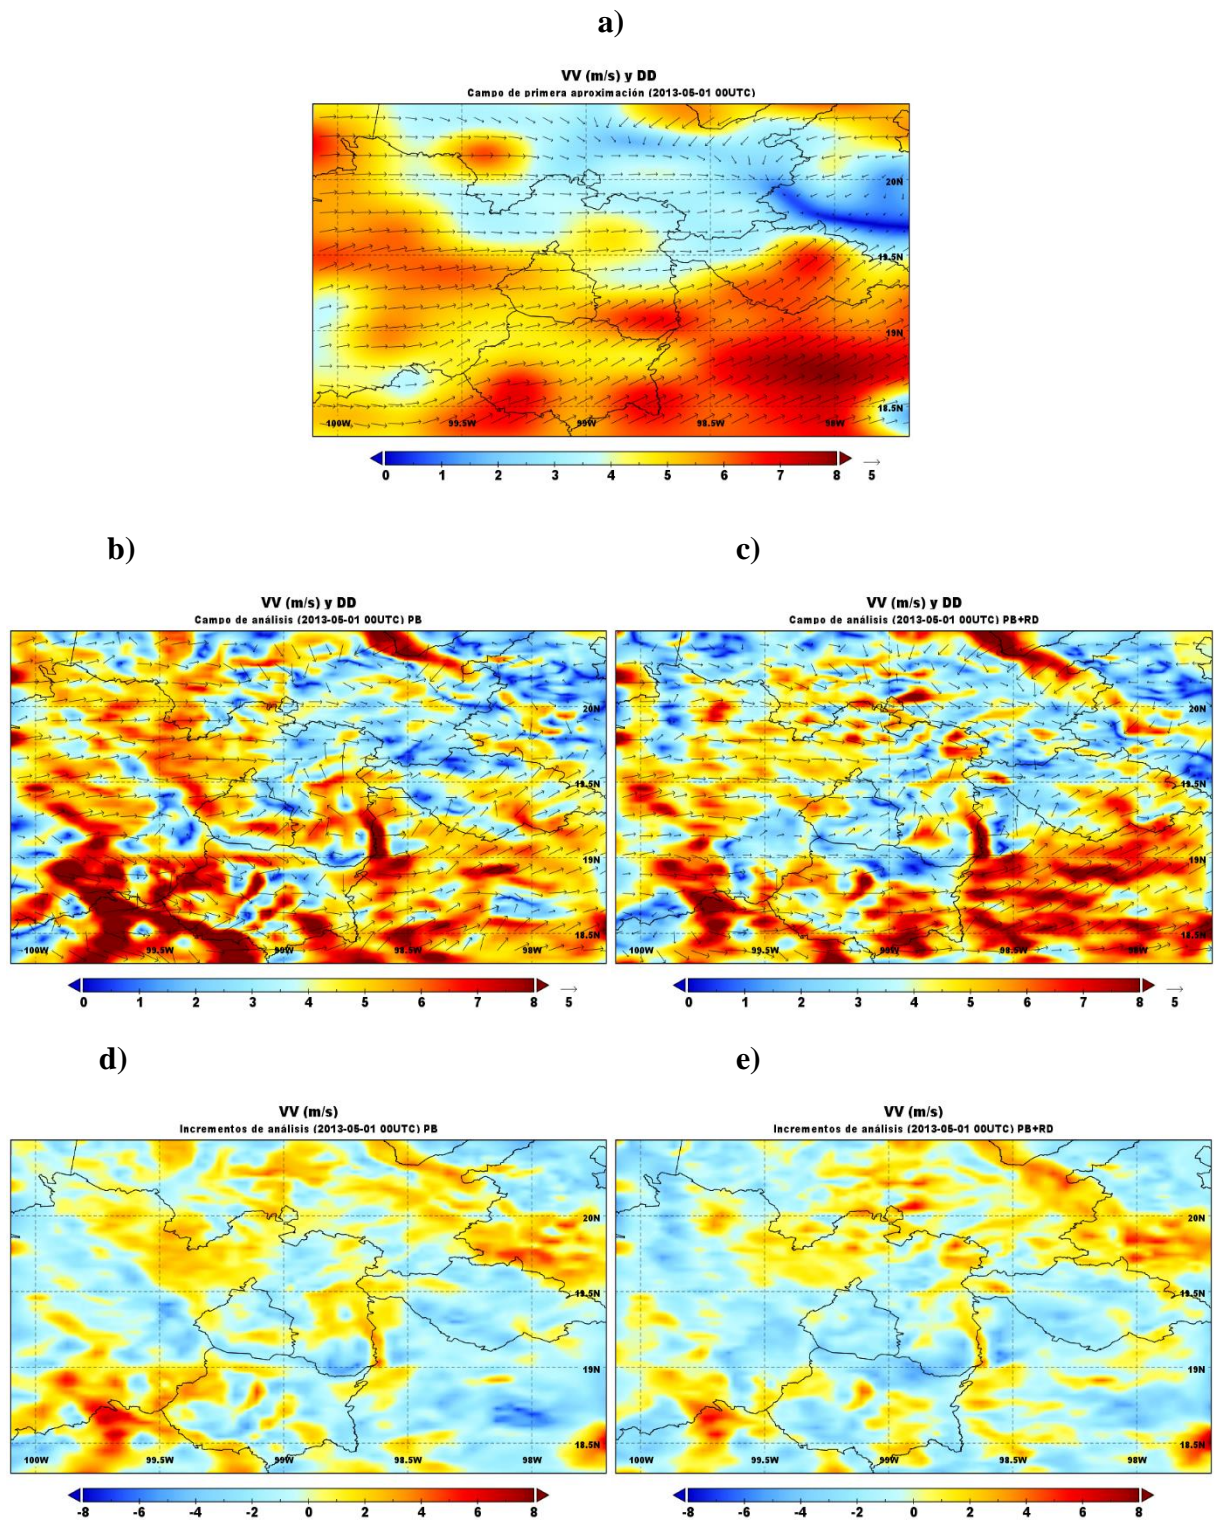 a)
VV (m/s) y DD
Campo de primera aproximación (2013-05-01 00UTC)
20N
19.5N
19N
18.5N
100W 99.5W 99W 98.5W 98W
0 1 2 3 4 5 6 7 8 5
b) c)
VV (m/s) y DD
Campo de análisis (2013-05-01 00UTC) PB
20N
19.5N
19N
18.5N
100W 99.5W 99W 98.5W 98W
0 1 2 3 4 5 6 7 8 5
VV (m/s) y DD
Campo de análisis (2013-05-01 00UTC) PB+RD
20N
19.5N
19N
18.5N
100W 99.5W 99W 98.5W 98W
0 1 2 3 4 5 6 7 8 5
d) e)
VV (m/s)
Incrementos de análisis (2013-05-01 00UTC) PB
20N
19.5N
19N
18.5N
100W 99.5W 99W 98.5W 98W
-8 -6 -4 -2 0 2 4 6 8
VV (m/s)
Incrementos de análisis (2013-05-01 00UTC) PB+RD
20N
19.5N
19N
18.5N
100W 99.5W 99W 98.5W 98W
-8 -6 -4 -2 0 2 4 6 8